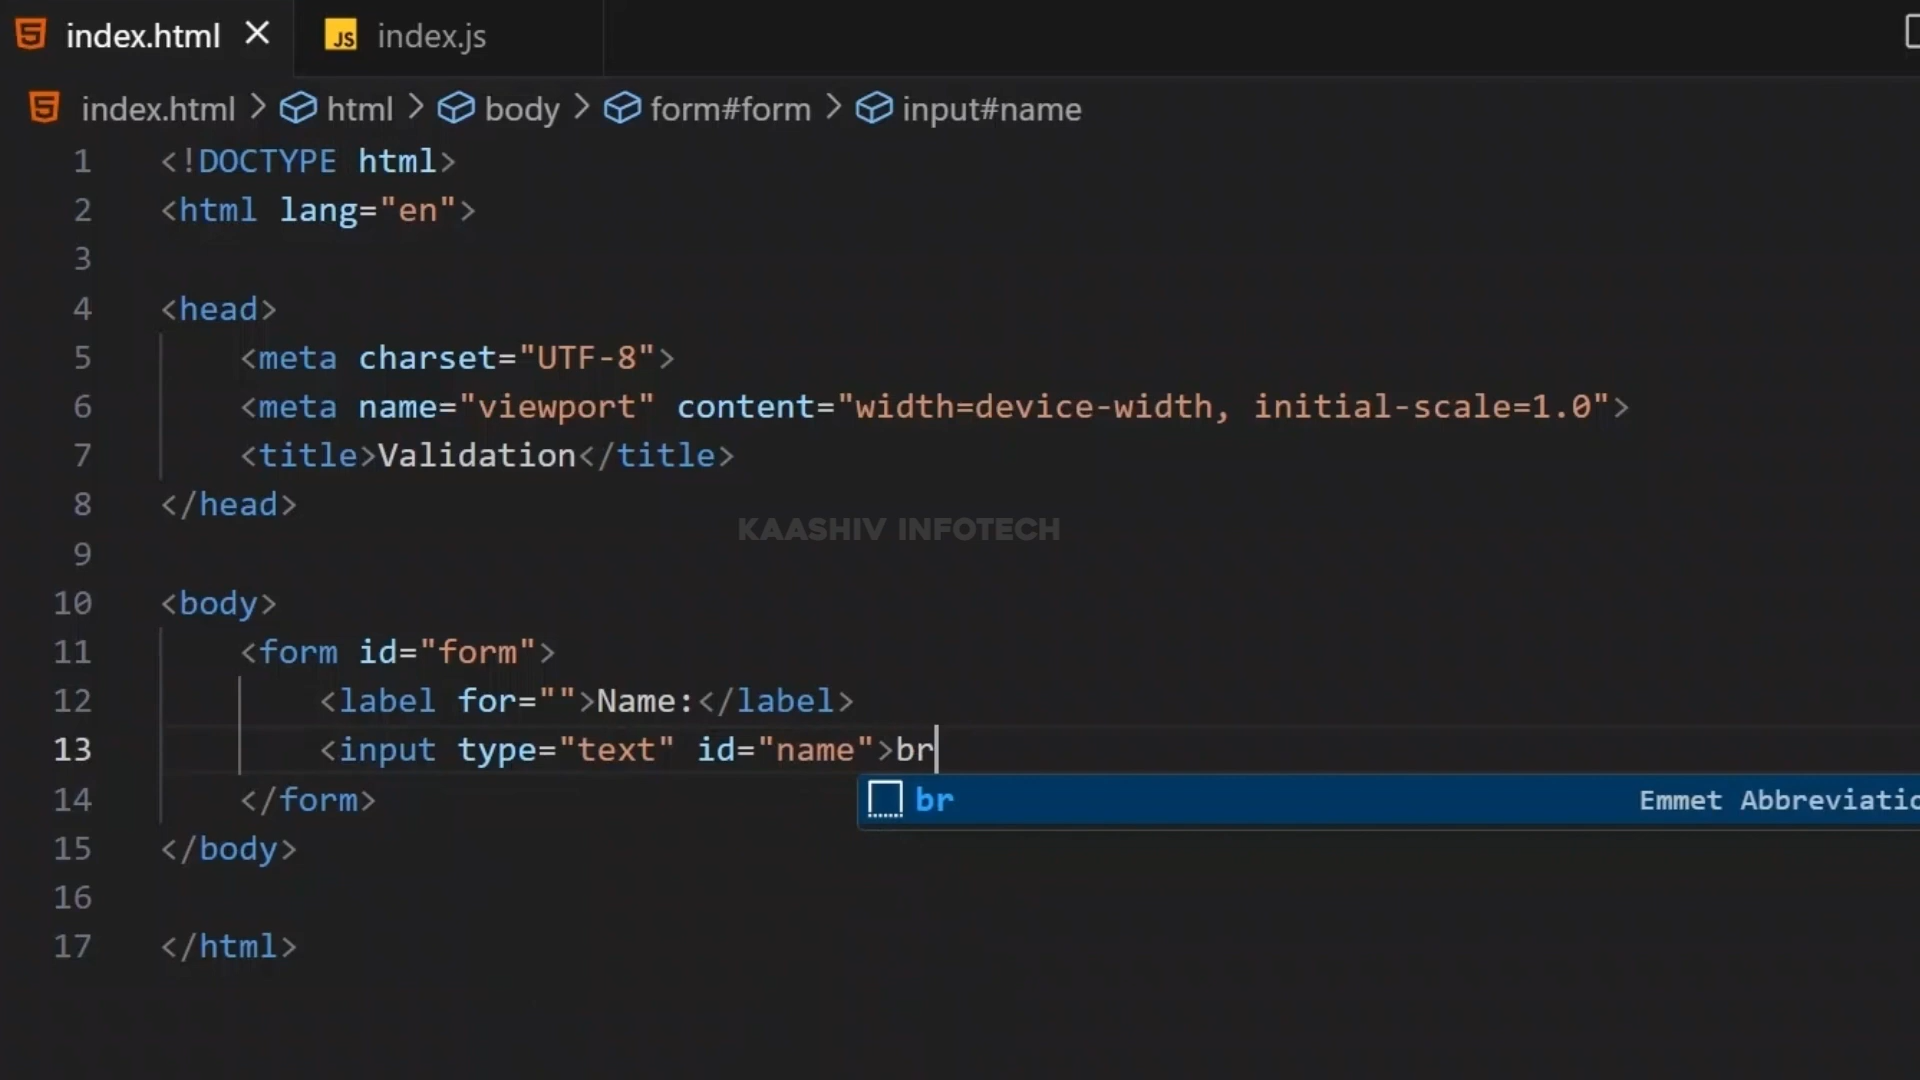 index.html
JS index.js
index.html > html > body > form#form > input#name
1 <!DOCTYPE html>
2 <html lang="en">
3
4 <head>
5 <meta charset="UTF-8">
6 <meta name="viewport" content="width=device-width, initial-scale=1.0">
7 <title>Validation</title>
8 </head>
KAASHIV INFOTECH
9
10 <body>
11 <form id="form">
12 <label for="">Name:</label>
13 <input type="text" id="name">br
14 </form>
br Emmet Abbreviatio
15 </body>
16
17 </html>